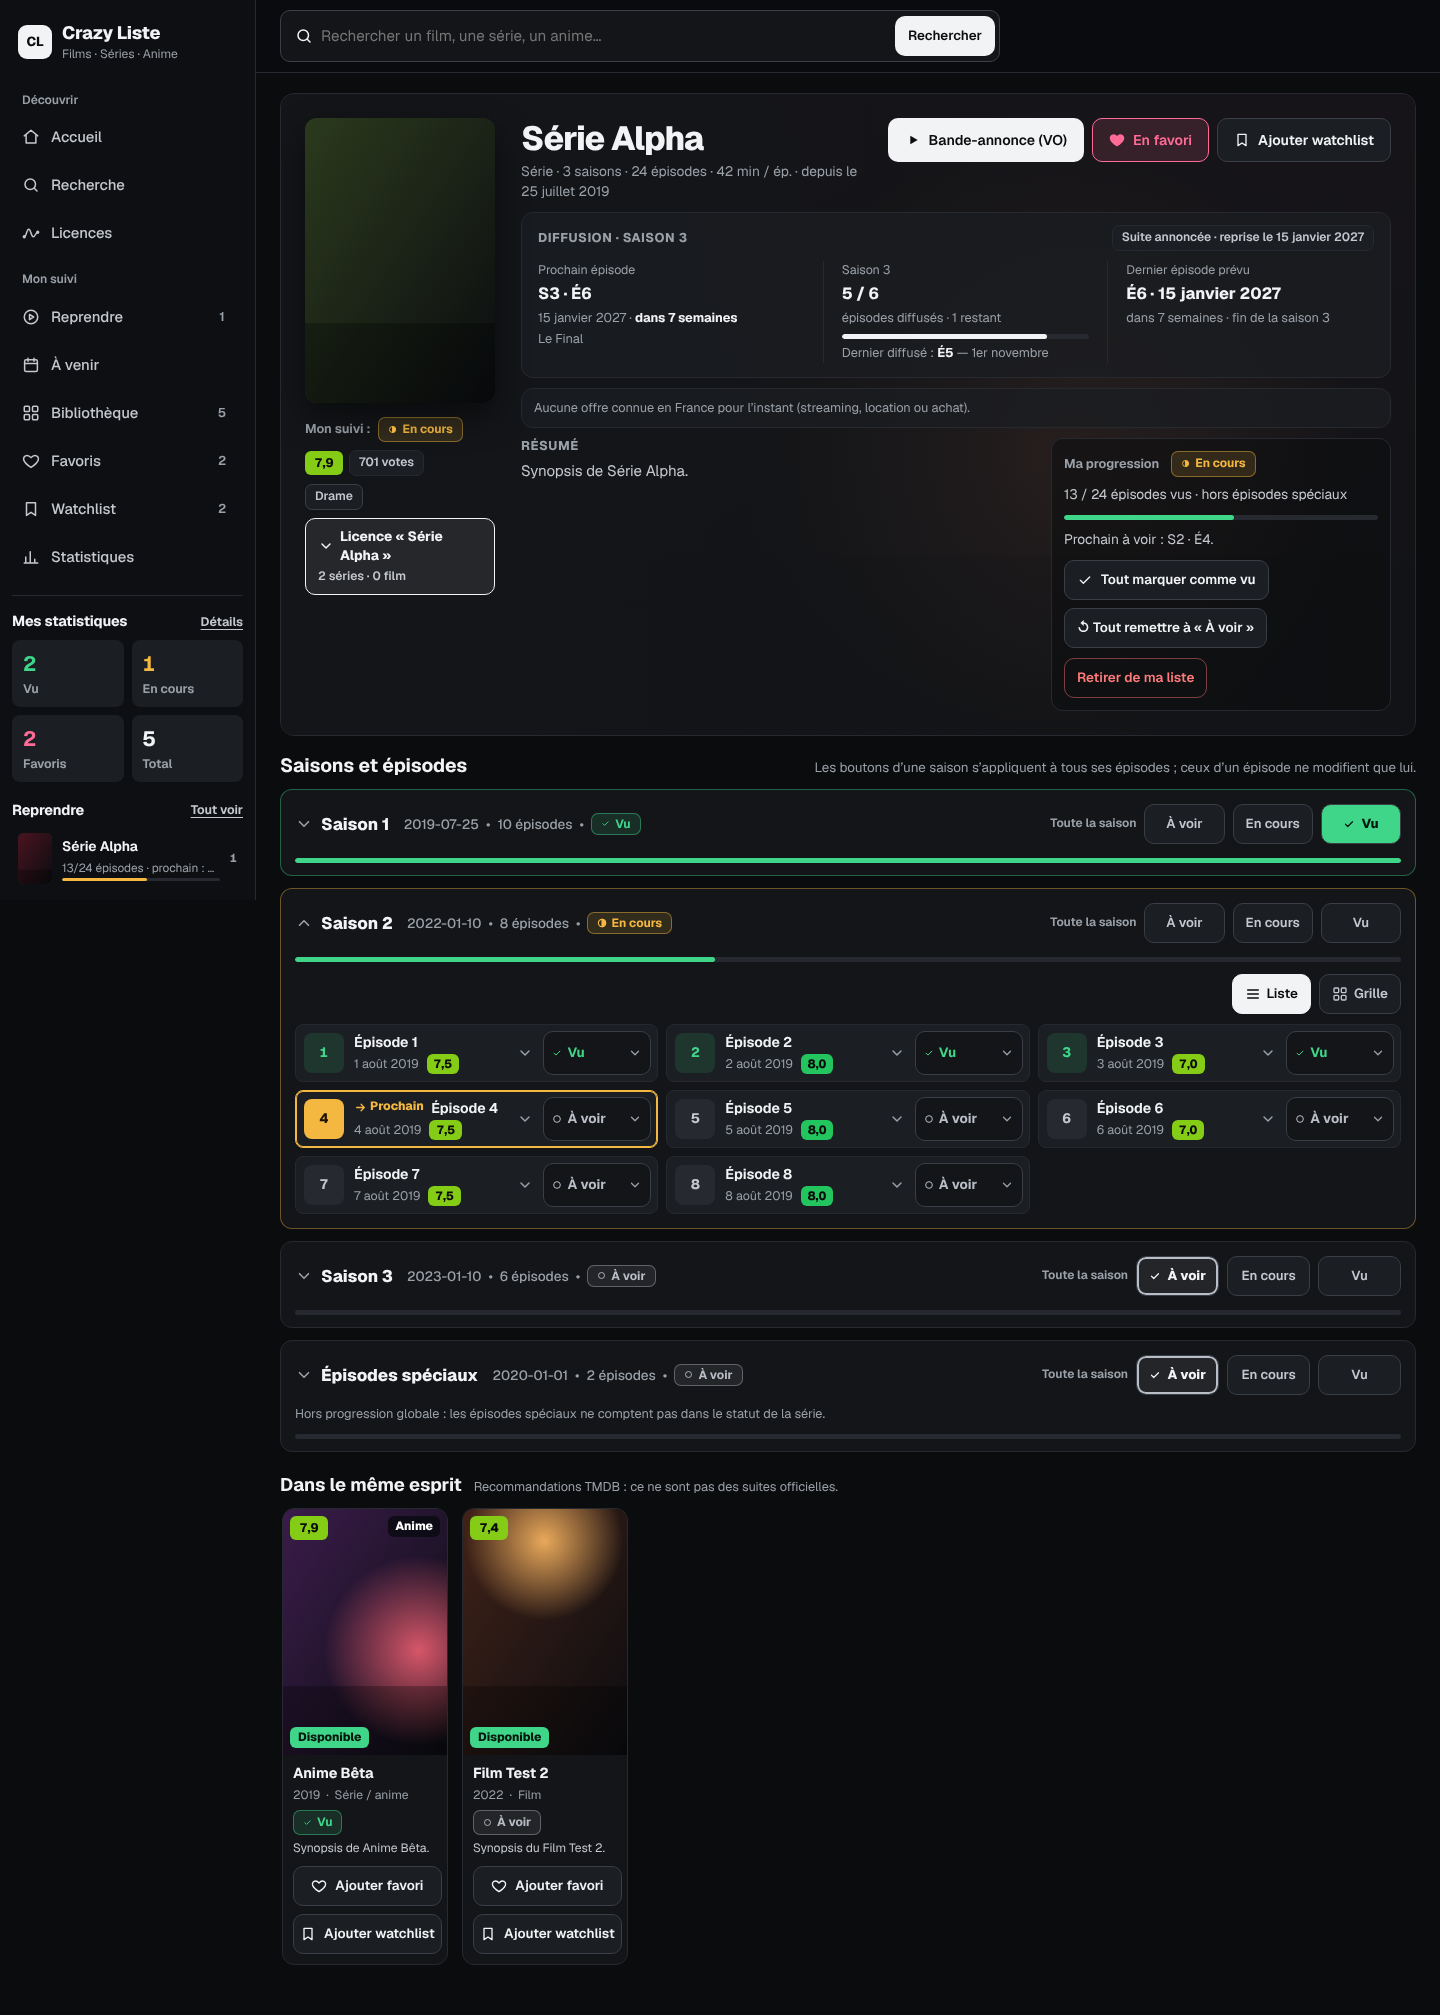 CL
Crazy Liste
Films · Séries · Anime
Découvrir
Accueil
Recherche
Licences
Mon suivi
Reprendre 1
À venir
Bibliothèque 5
Favoris 2
Watchlist 2
Statistiques
Mes statistiques Détails
2 1
Vu En cours
2 5
Favoris Total
Reprendre Tout voir
Série Alpha
13/24 épisodes · prochain : ... 1
Rechercher un film, une série, un anime... Rechercher
Série Alpha
Bande-annonce (VO) En favori Ajouter watchlist
Série · 3 saisons · 24 épisodes · 42 min / ép. · depuis le
25 juillet 2019
DIFFUSION · SAISON 3 Suite annoncée · reprise le 15 janvier 2027
Prochain épisode
S3 · É6
15 janvier 2027 · dans 7 semaines
Le Final
Saison 3
5 / 6
épisodes diffusés · 1 restant
Dernier diffusé : É5 — 1er novembre
Dernier épisode prévu
É6 · 15 janvier 2027
dans 7 semaines · fin de la saison 3
Aucune offre connue en France pour l'instant (streaming, location ou achat).
Mon suivi : En cours
7,9 701 votes
Drame
Licence « Série
Alpha »
2 séries · 0 film
RÉSUMÉ
Synopsis de Série Alpha.
Ma progression En cours
13 / 24 épisodes vus · hors épisodes spéciaux
Prochain à voir : S2 · É4.
Tout marquer comme vu
Tout remettre à « À voir »
Retirer de ma liste
Saisons et épisodes Les boutons d'une saison s'appliquent à tous ses épisodes ; ceux d'un épisode ne modifient que lui.
Saison 1 2019-07-25 • 10 épisodes • Vu Toute la saison À voir En cours Vu
Saison 2 2022-01-10 • 8 épisodes • En cours Toute la saison À voir En cours Vu
Liste Grille
1 Épisode 1 Vu
1 août 2019 7,5
2 Épisode 2 Vu
2 août 2019 8,0
3 Épisode 3 Vu
3 août 2019 7,0
4 → Prochain Épisode 4 À voir
4 août 2019 7,5
5 Épisode 5 À voir
5 août 2019 8,0
6 Épisode 6 À voir
6 août 2019 7,0
7 Épisode 7 À voir
7 août 2019 7,5
8 Épisode 8 À voir
8 août 2019 8,0
Saison 3 2023-01-10 • 6 épisodes • À voir Toute la saison À voir En cours Vu
Épisodes spéciaux 2020-01-01 • 2 épisodes • À voir Toute la saison À voir En cours Vu
Hors progression globale : les épisodes spéciaux ne comptent pas dans le statut de la série.
Dans le même esprit Recommandations TMDB : ce ne sont pas des suites officielles.
7,9 Anime
Disponible
Anime Bêta
2019 · Série / anime
Vu
Synopsis de Anime Bêta.
Ajouter favori
Ajouter watchlist
7,4
Disponible
Film Test 2
2022 · Film
À voir
Synopsis du Film Test 2.
Ajouter favori
Ajouter watchlist